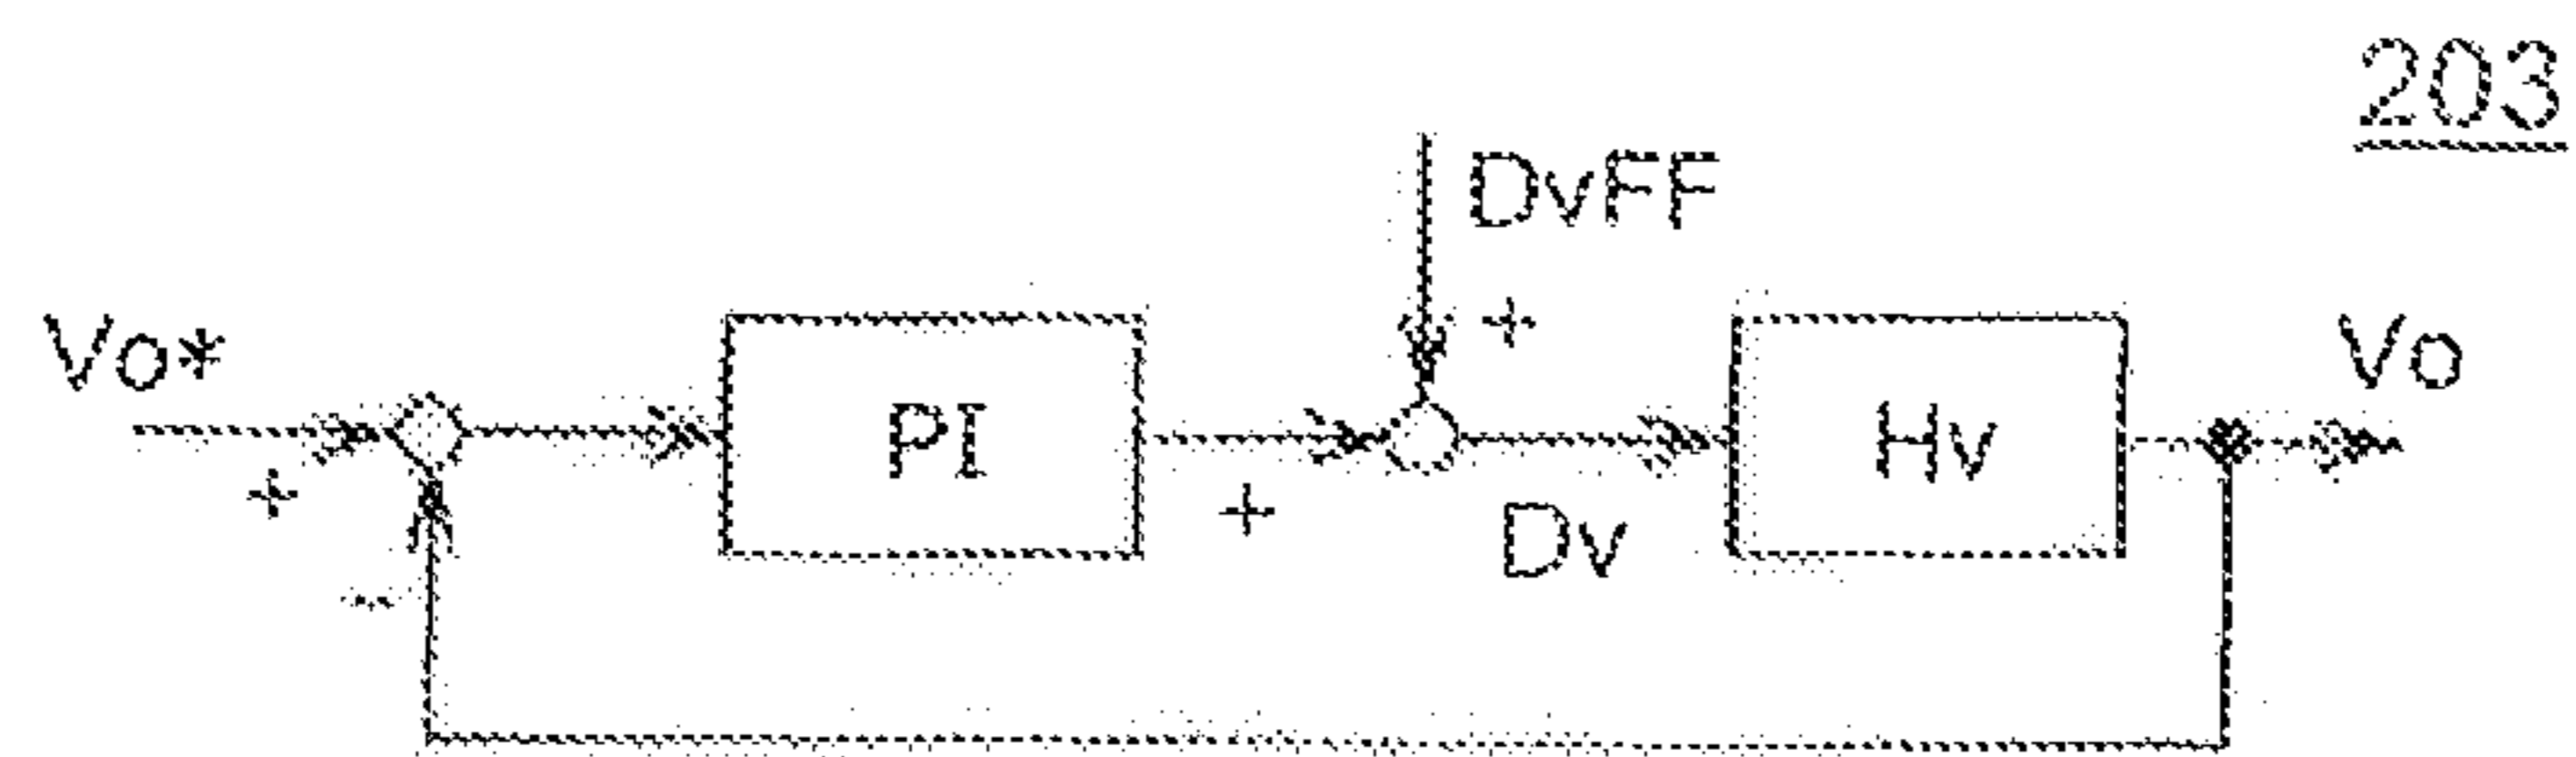 203
DvFF
+
Vo*
PI
Hv
Vo
+
+
Dv
-